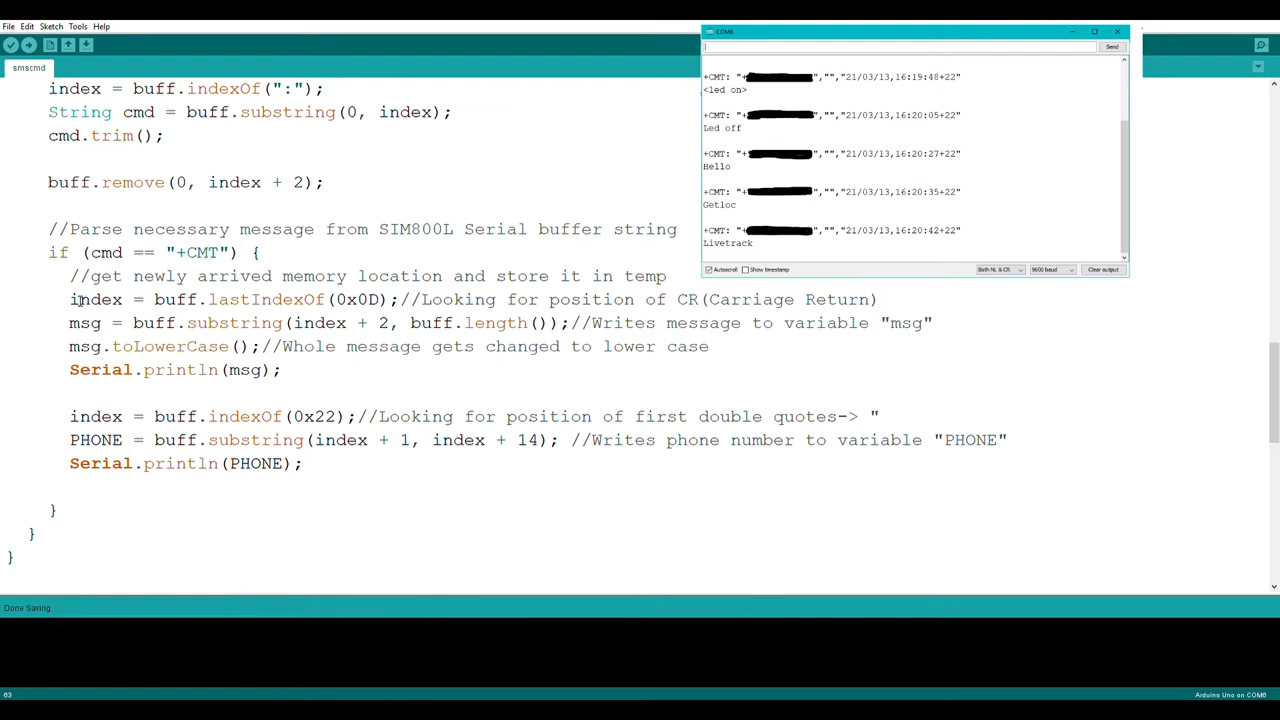 File Edit Sketch Tools Help
smscmd
index = buff.indexOf(":");
String cmd = buff.substring(0, index);
cmd.trim();
buff.remove(0, index + 2);
//Parse necessary message from SIM800L Serial buffer string
if (cmd == "+CMT") {
//get newly arrived memory location and store it in temp
index = buff.lastIndexOf(0x0D);//Looking for position of CR(Carriage Return)
msg = buff.substring(index + 2, buff.length());//Writes message to variable "msg"
msg.toLowerCase();//Whole message gets changed to lower case
Serial.println(msg);
index = buff.indexOf(0x22);//Looking for position of first double quotes-> "
PHONE = buff.substring(index + 1, index + 14); //Writes phone number to variable "PHONE"
Serial.println(PHONE);
}
}
}
COM6
Send
+CMT: "+","","21/03/13,16:19:48+22"
<led on>
+CMT: "+","","21/03/13,16:20:05+22"
Led off
+CMT: "+","","21/03/13,16:20:27+22"
Hello
+CMT: "+","","21/03/13,16:20:35+22"
Getloc
+CMT: "+","","21/03/13,16:20:42+22"
Livetrack
Autoscroll Show timestamp Both NL & CR 9600 baud Clear output
Done Saving.
63 Arduino Uno on COM6